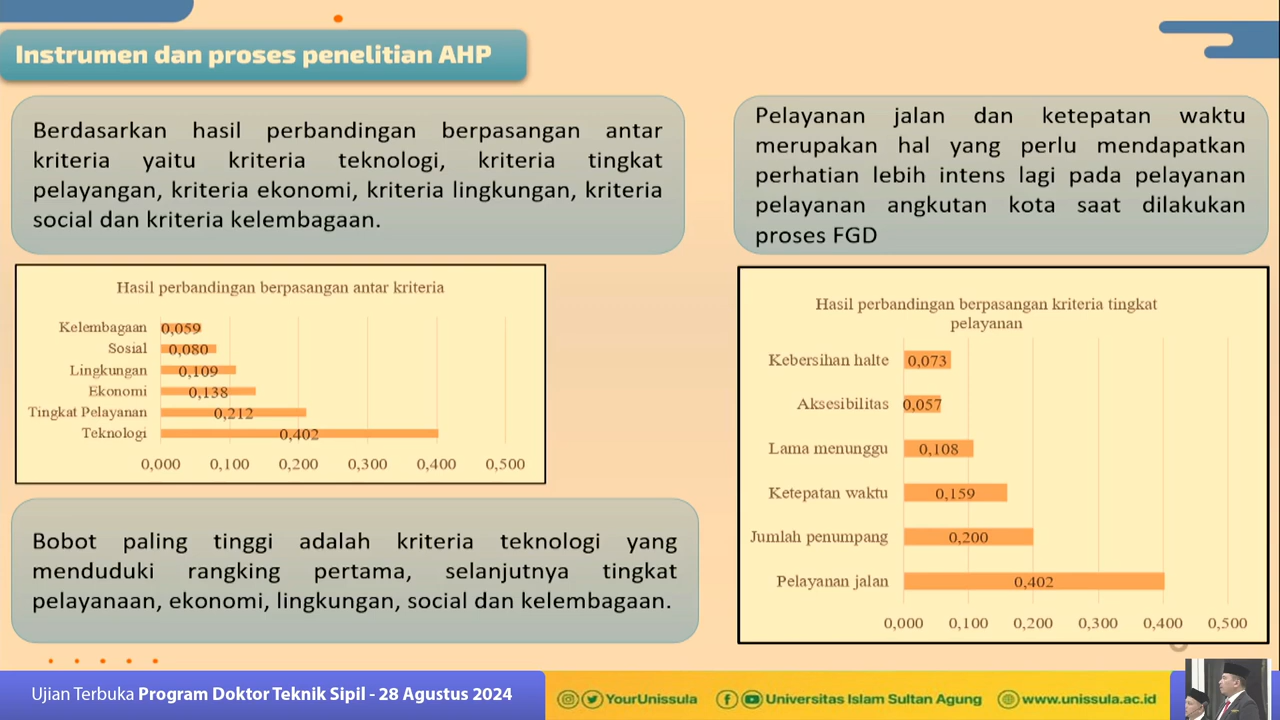 Instrumen dan proses penelitian AHP
Berdasarkan hasil perbandingan berpasangan antar
kriteria yaitu kriteria teknologi, kriteria tingkat
pelayangan, kriteria ekonomi, kriteria lingkungan, kriteria
social dan kriteria kelembagaan.
Hasil perbandingan berpasangan antar kriteria
Kelembagaan 0,059
Sosial 0,080
Lingkungan 0,109
Ekonomi 0,138
Tingkat Pelayanan 0,212
Teknologi 0,402
0,000 0,100 0,200 0,300 0,400 0,500
Bobot paling tinggi adalah kriteria teknologi yang
menduduki rangking pertama, selanjutnya tingkat
pelayanaan, ekonomi, lingkungan, social dan kelembagaan.
Pelayanan jalan dan ketepatan waktu
merupakan hal yang perlu mendapatkan
perhatian lebih intens lagi pada pelayanan
pelayanan angkutan kota saat dilakukan
proses FGD
Hasil perbandingan berpasangan kriteria tingkat
pelayanan
Kebersihan halte 0,073
Aksesibilitas 0,057
Lama menunggu 0,108
Ketepatan waktu 0,159
Jumlah penumpang 0,200
Pelayanan jalan 0,402
0,000 0,100 0,200 0,300 0,400 0,500
Ujian Terbuka Program Doktor Teknik Sipil - 28 Agustus 2024
YourUnissula
Universitas Islam Sultan Agung
www.unissula.ac.id